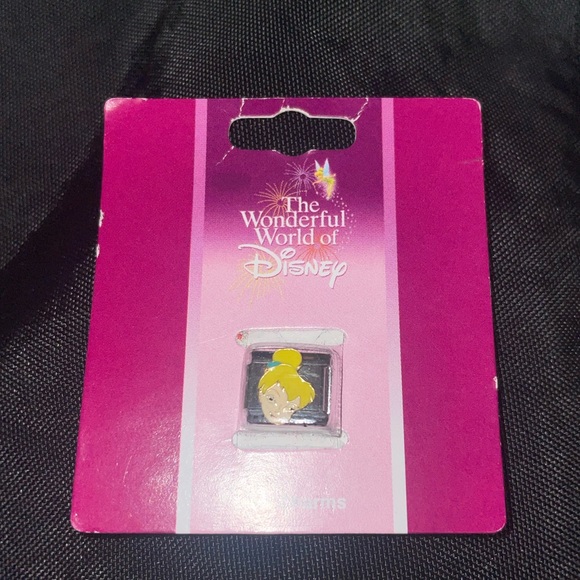 The
Wonderful
World of
Disney